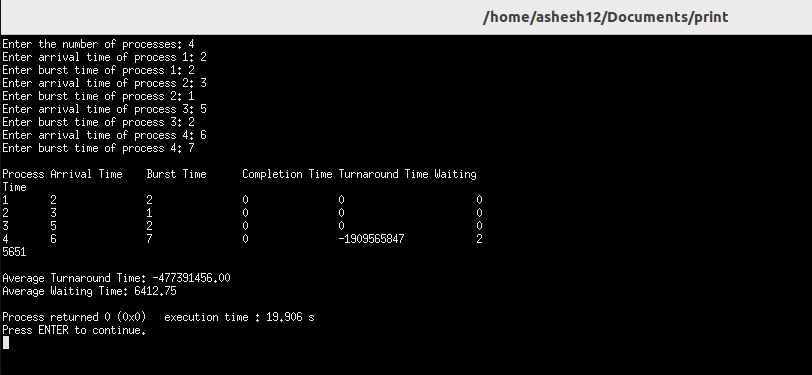 /home/ashesh12/Documents/print
Enter the number of processes: 4
Enter arrival time of process 1: 2
Enter burst time of process 1: 2
Enter arrival time of process 2: 3
Enter burst time of process 2: 1
Enter arrival time of process 3: 5
Enter burst time of process 3: 2
Enter arrival time of process 4: 6
Enter burst time of process 4: 7
Process Arrival Time    Burst Time      Completion Time Turnaround Time Waiting
Time
1       2               2               0               0               0
2       3               1               0               0               0
3       5               2               0               0               0
4       6               7               0               -1909565847     2
5651
Average Turnaround Time: -477391456.00
Average Waiting Time: 6412.75
Process returned 0 (0x0)   execution time : 19.906 s
Press ENTER to continue.